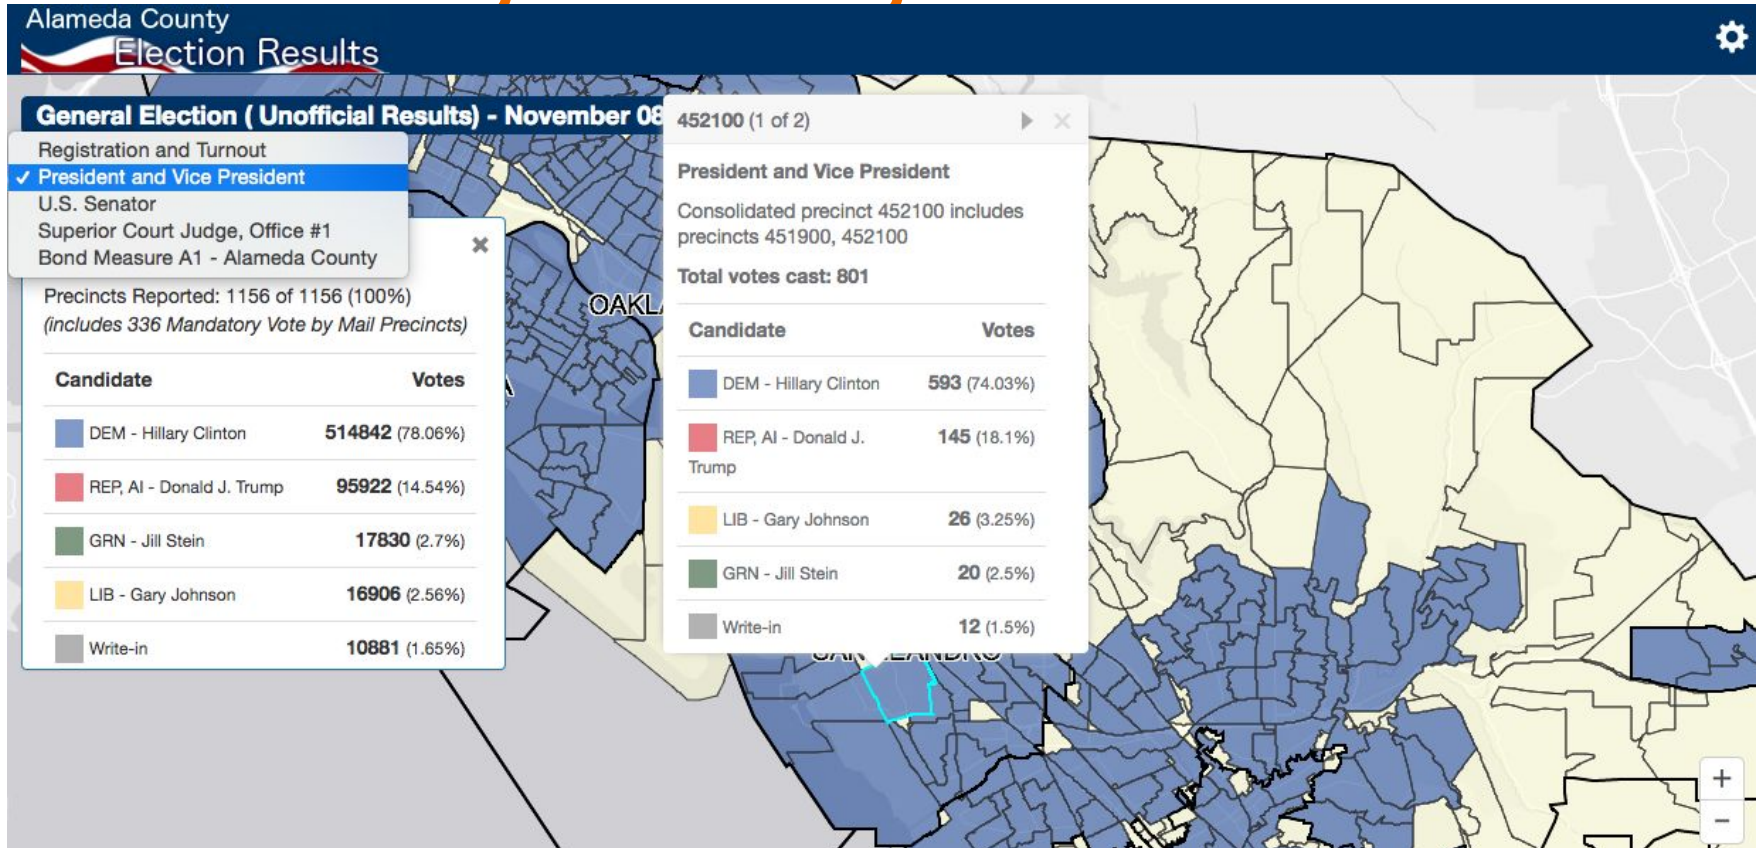 Alameda County
Election Results
General Election ( Unofficial Results) - November 08
Registration and Turnout
✓ President and Vice President
U.S. Senator
Superior Court Judge, Office #1
Bond Measure A1 - Alameda County
Precincts Reported: 1156 of 1156 (100%)
(includes 336 Mandatory Vote by Mail Precincts)
Candidate Votes
DEM - Hillary Clinton 514842 (78.06%)
REP, AI - Donald J. Trump 95922 (14.54%)
GRN - Jill Stein 17830 (2.7%)
LIB - Gary Johnson 16906 (2.56%)
Write-in 10881 (1.65%)
452100 (1 of 2)
President and Vice President
Consolidated precinct 452100 includes
precincts 451900, 452100
Total votes cast: 801
Candidate Votes
DEM - Hillary Clinton 593 (74.03%)
REP, AI - Donald J. 145 (18.1%)
Trump
LIB - Gary Johnson 26 (3.25%)
GRN - Jill Stein 20 (2.5%)
Write-in 12 (1.5%)
OAKL